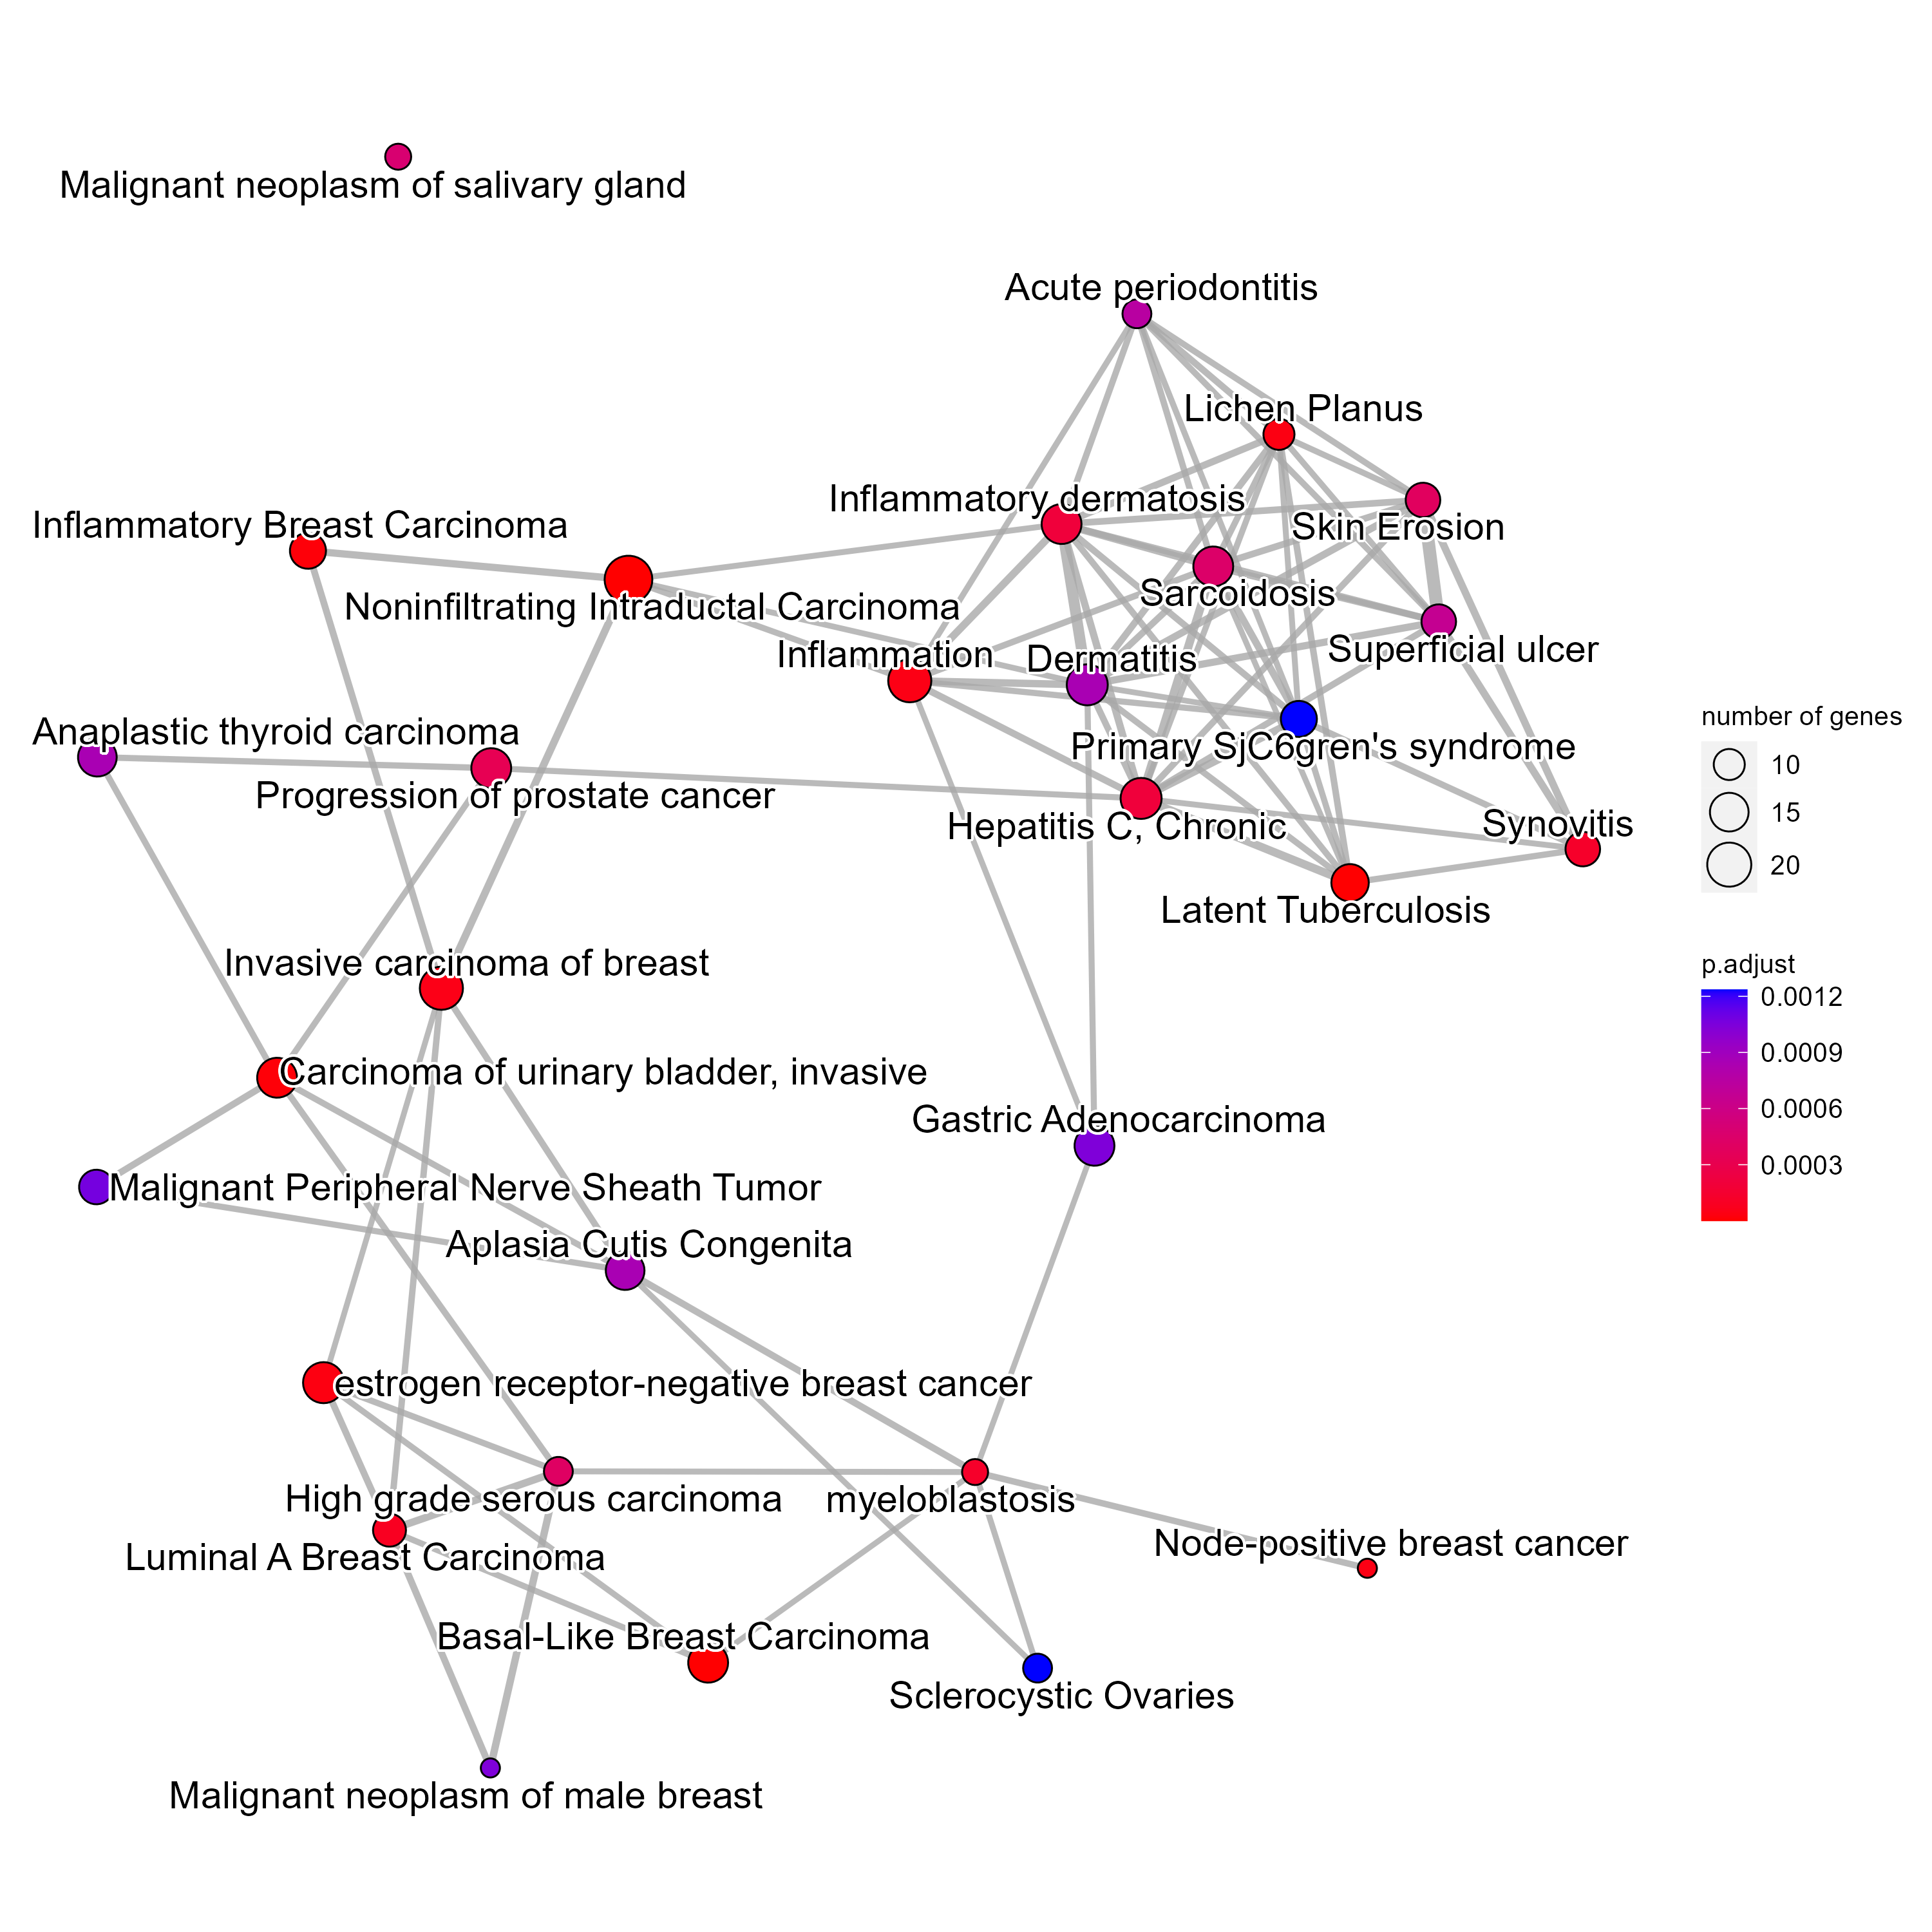 Malignant neoplasm of salivary gland
Acute periodontitis
Lichen Planus
Inflammatory dermatosis
Inflammatory Breast Carcinoma
Skin Erosion
Sarcoidosis
Noninfiltrating Intraductal Carcinoma
Superficial ulcer
Inflammation
Dermatitis
number of genes
Anaplastic thyroid carcinoma
Primary SjC6gren's syndrome
10
Progression of prostate cancer
15
Hepatitis C, Chronic
Synovitis
20
Latent Tuberculosis
Invasive carcinoma of breast
p.adjust
0.0012
0.0009
Carcinoma of urinary bladder, invasive
0.0006
Gastric Adenocarcinoma
0.0003
Malignant Peripheral Nerve Sheath Tumor
Aplasia Cutis Congenita
estrogen receptor-negative breast cancer
High grade serous carcinoma
myeloblastosis
Node-positive breast cancer
Luminal A Breast Carcinoma
Basal-Like Breast Carcinoma
Sclerocystic Ovaries
Malignant neoplasm of male breast